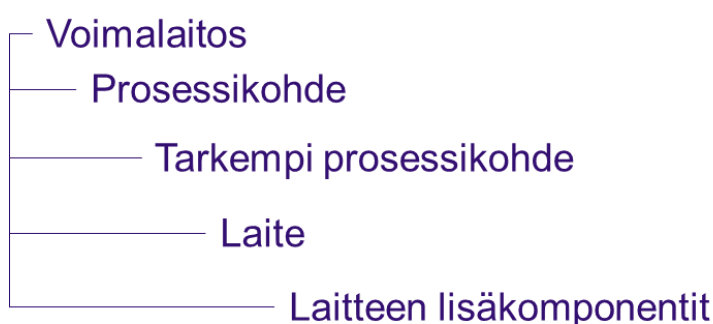 Voimalaitos
Prosessikohde
Tarkempi prosessikohde
Laite
Laitteen lisäkomponentit